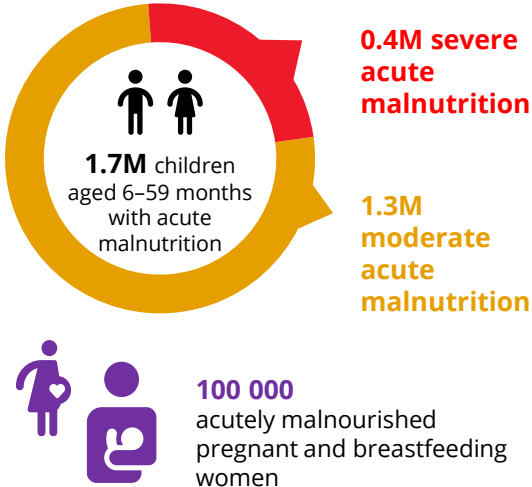 0.4M severe
acute
malnutrition
1.7M children
aged 6–59 months
with acute
malnutrition
1.3M
moderate
acute
malnutrition
100 000
acutely malnourished
pregnant and breastfeeding
women